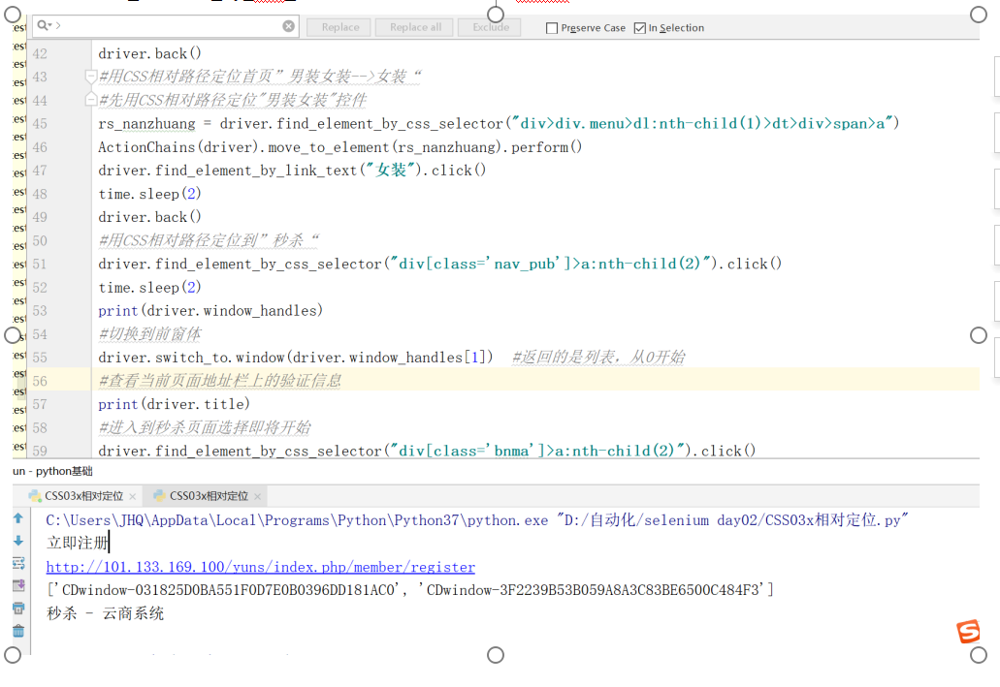 Replace Replace all Exclude Preserve Case In Selection
42 driver.back()
43 #用CSS相对路径定位首页”男装女装-->女装“
44 #先用CSS相对路径定位"男装女装"控件
45 rs_nanzhuang = driver.find_element_by_css_selector("div>div.menu>dl:nth-child(1)>dt>div>span>a")
46 ActionChains(driver).move_to_element(rs_nanzhuang).perform()
47 driver.find_element_by_link_text("女装").click()
48 time.sleep(2)
49 driver.back()
50 #用CSS相对路径定位到”秒杀“
51 driver.find_element_by_css_selector("div[class='nav_pub']>a:nth-child(2)").click()
52 time.sleep(2)
53 print(driver.window_handles)
54 #切换到前窗体
55 driver.switch_to.window(driver.window_handles[1]) #返回的是列表，从0开始
56 #查看当前页面地址栏上的验证信息
57 print(driver.title)
58 #进入到秒杀页面选择即将开始
59 driver.find_element_by_css_selector("div[class='bnma']>a:nth-child(2)").click()
un - python基础
CSS03x相对定位 CSS03x相对定位
C:\Users\JHQ\AppData\Local\Programs\Python\Python37\python.exe "D:/自动化/selenium day02/CSS03x相对定位.py"
立即注册
http://101.133.169.100/yuns/index.php/member/register
['CDwindow-031825D0BA551F0D7E0B0396DD181AC0', 'CDwindow-3F2239B53B059A8A3C83BE6500C484F3']
秒杀 - 云商系统